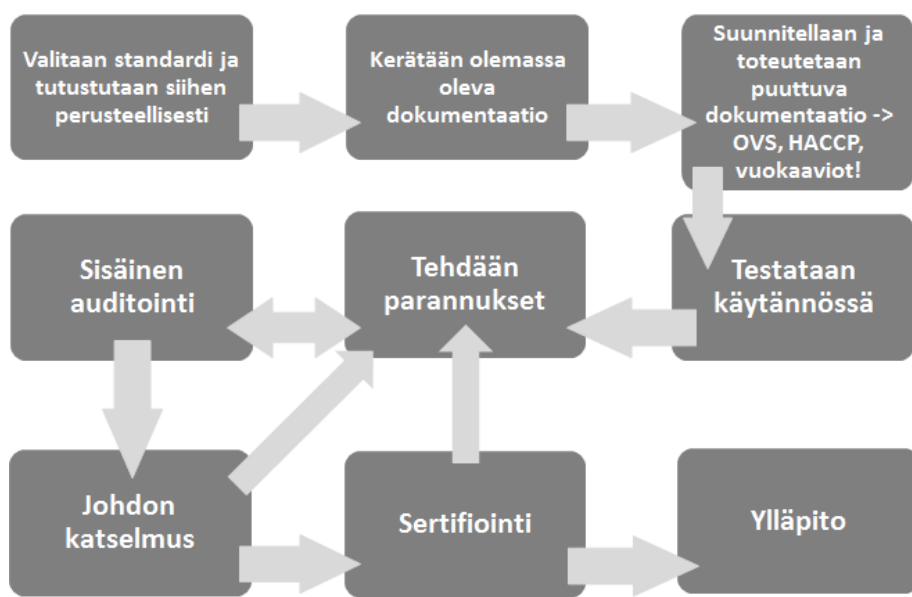 Valitaan standardi ja
tutustutaan siihen
perusteellisesti
Kerätään olemassa
oleva
dokumentaatio
Suunnitellaan ja
toteutetaan
puuttuva
dokumentaatio ->
OVS, HACCP,
vuokaaviot!
Sisäinen
auditointi
Tehdään
parannukset
Testataan
käytännössä
Johdon
katselmus
Sertifiointi
Ylläpito